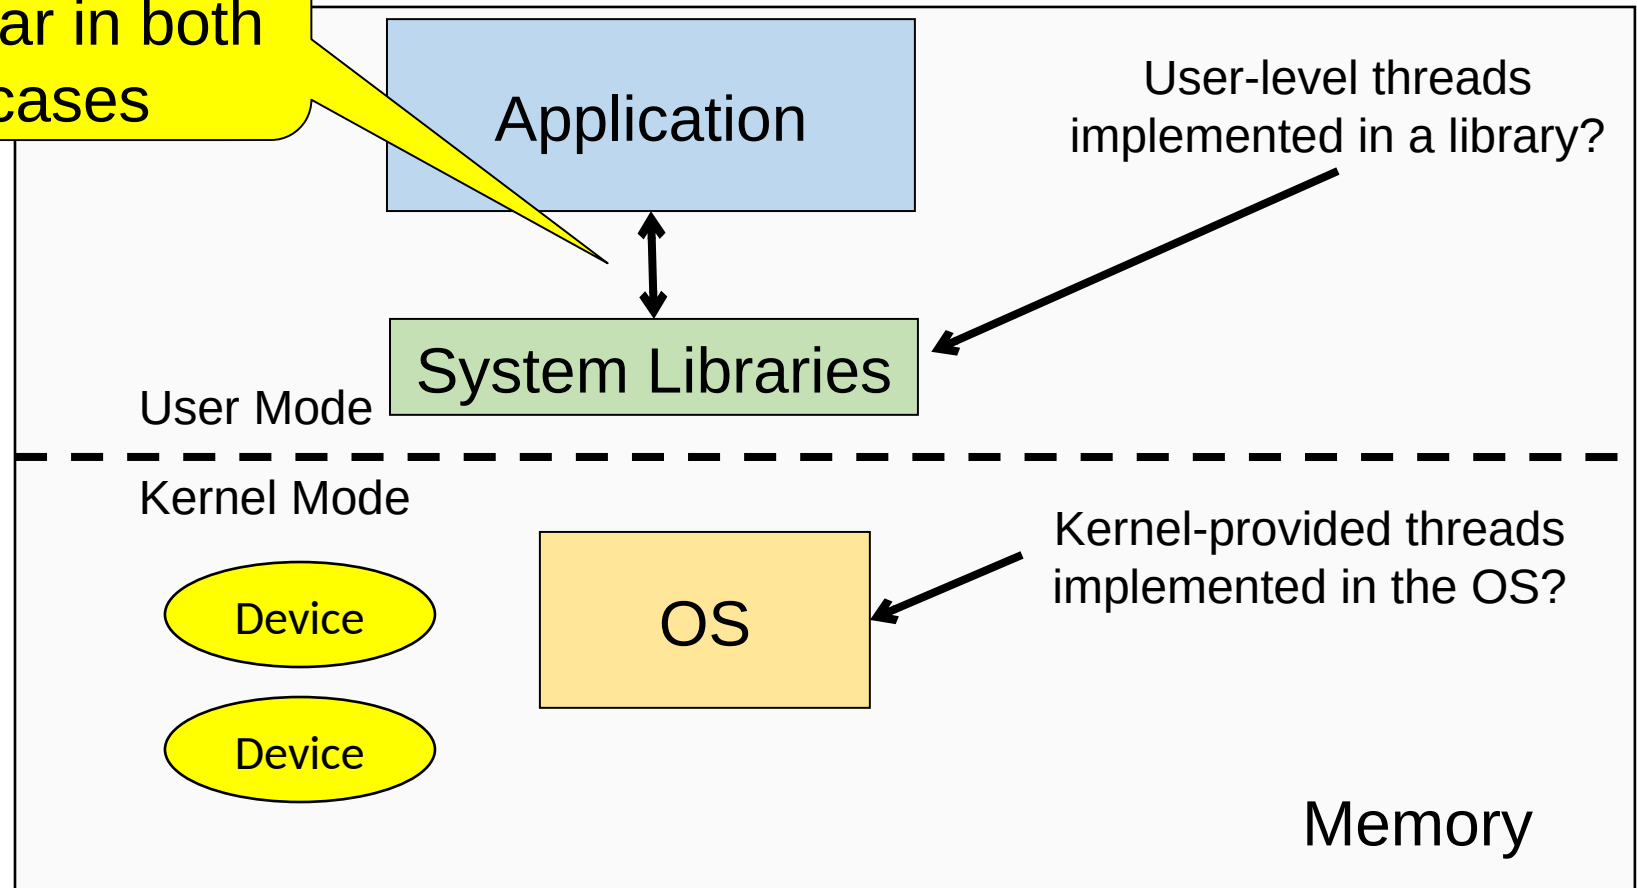 ar in both
cases
Application
User-level threads
implemented in a library?
System Libraries
User Mode
Kernel Mode
Kernel-provided threads
implemented in the OS?
Device
OS
Device
Memory